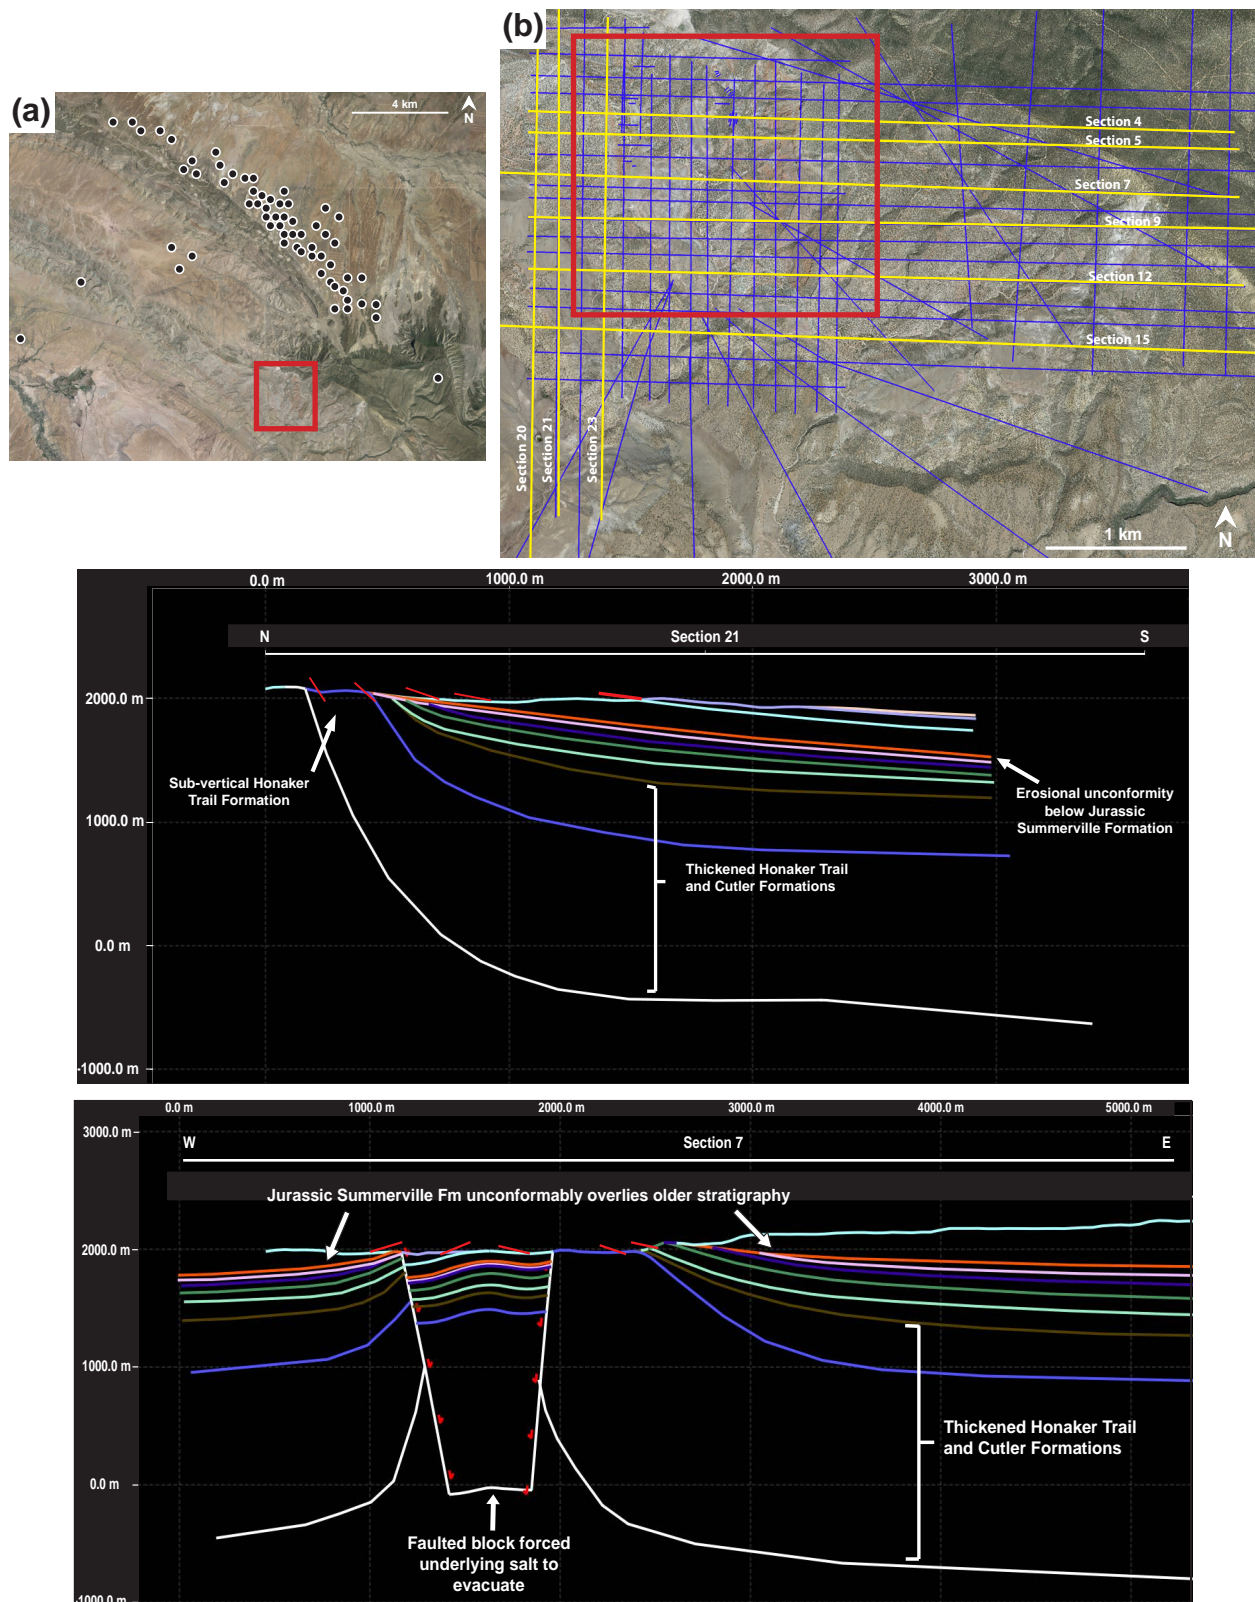 (a)
4 km
N
(b)
Section 4
Section 5
Section 7
Section 9
Section 12
Section 15
Section 20
Section 21
Section 23
1 km
N
0.0 m
1000.0 m
2000.0 m
3000.0 m
N
Section 21
S
2000.0 m
1000.0 m
0.0 m
-1000.0 m
Sub-vertical Honaker
Trail Formation
Erosional unconformity
below Jurassic
Summerville Formation
Thickened Honaker Trail
and Cutler Formations
0.0 m
1000.0 m
2000.0 m
3000.0 m
4000.0 m
5000.0 m
3000.0 m
W
Section 7
E
Jurassic Summerville Fm unconformably overlies older stratigraphy
2000.0 m
1000.0 m
0.0 m
-1000.0 m
Thickened Honaker Trail
and Cutler Formations
Faulted block forced
underlying salt to
evacuate